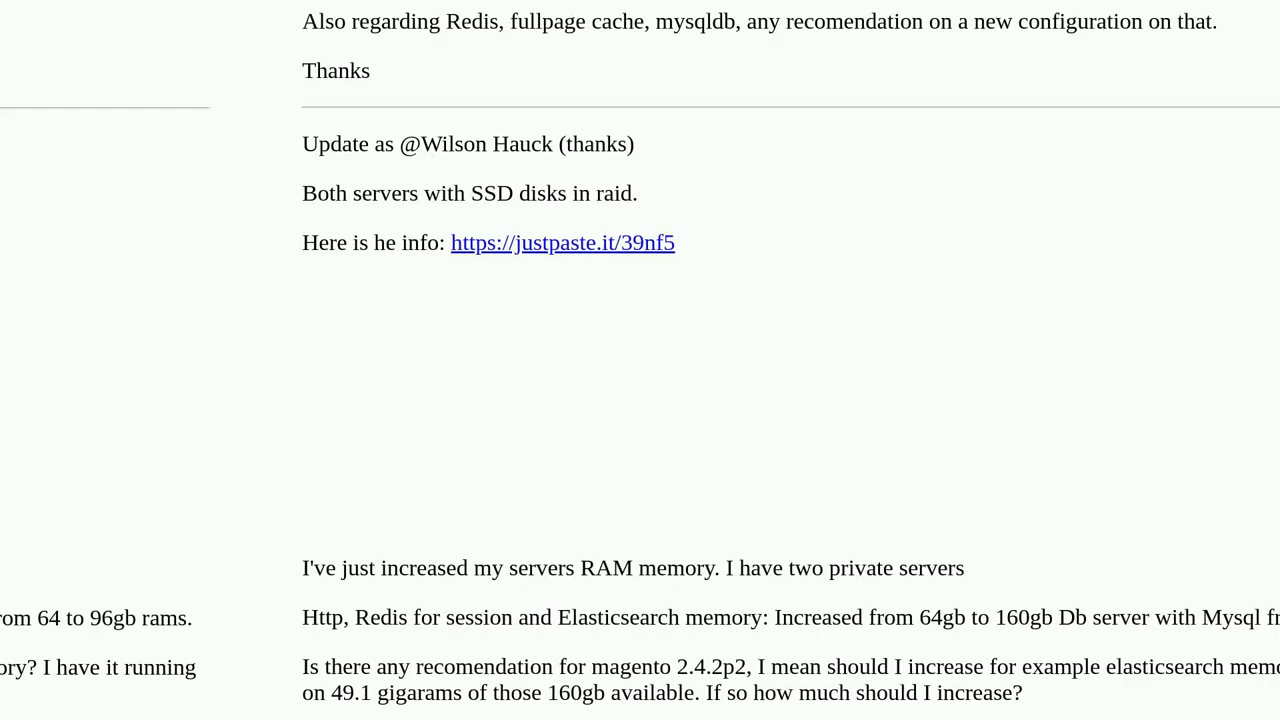 Also regarding Redis, fullpage cache, mysqldb, any recomendation on a new configuration on that.
Thanks
Update as @Wilson Hauck (thanks)
Both servers with SSD disks in raid.
Here is he info: https://justpaste.it/39nf5
I've just increased my servers RAM memory. I have two private servers
rom 64 to 96gb rams.
Http, Redis for session and Elasticsearch memory: Increased from 64gb to 160gb Db server with Mysql fr
ory? I have it running
Is there any recomendation for magento 2.4.2p2, I mean should I increase for example elasticsearch memo
on 49.1 gigarams of those 160gb available. If so how much should I increase?